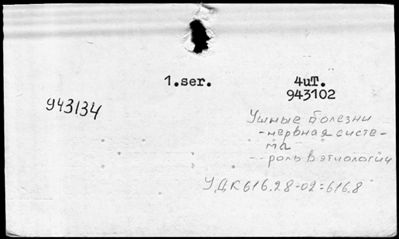 1.ser.
4uT.
943102
943134
Ушные болезни
-нервная систе-
ма
--роль в этиологии
УДК616.28-02:616.8